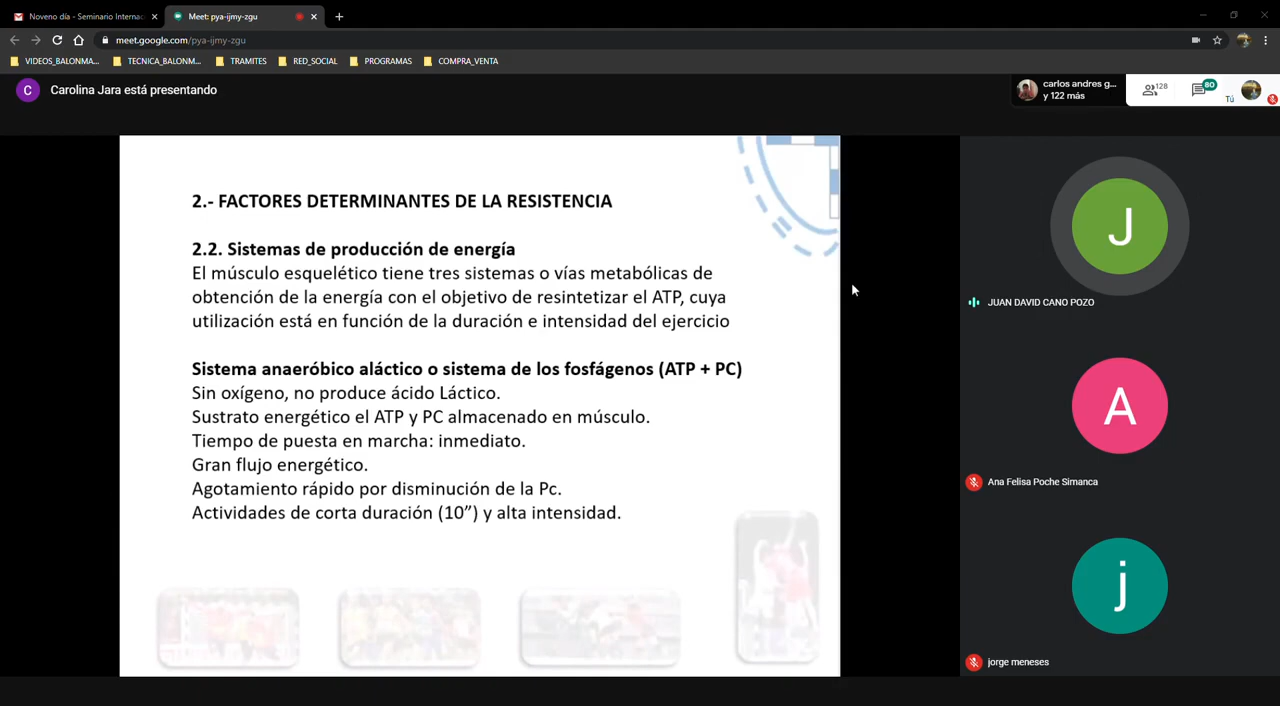 Noveno día - Seminario Internac
Meet: pya-ijmy-zgu
meet.google.com/pya-ijmy-zgu
VIDEOS_BALONMA...
TECNICA_BALONM...
TRAMITES
RED_SOCIAL
PROGRAMAS
COMPRA_VENTA
C
Carolina Jara está presentando
carlos andres g...
y 122 más
128
80
Tú
2.- FACTORES DETERMINANTES DE LA RESISTENCIA
2.2. Sistemas de producción de energía
El músculo esquelético tiene tres sistemas o vías metabólicas de
obtención de la energía con el objetivo de resintetizar el ATP, cuya
utilización está en función de la duración e intensidad del ejercicio
Sistema anaeróbico aláctico o sistema de los fosfágenos (ATP + PC)
Sin oxígeno, no produce ácido Láctico.
Sustrato energético el ATP y PC almacenado en músculo.
Tiempo de puesta en marcha: inmediato.
Gran flujo energético.
Agotamiento rápido por disminución de la Pc.
Actividades de corta duración (10”) y alta intensidad.
J
JUAN DAVID CANO POZO
A
Ana Felisa Poche Simanca
j
jorge meneses